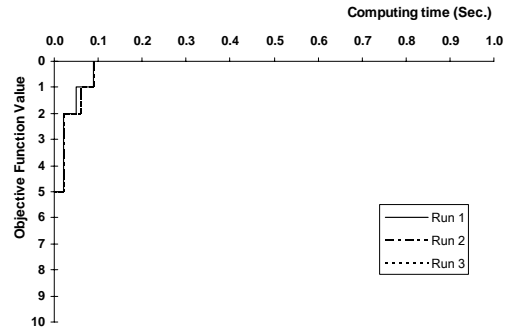 Computing time (Sec.)
0.0 0.1 0.2 0.3 0.4 0.5 0.6 0.7 0.8 0.9 1.0
Objective Function Value
0
1
2
3
4
5
6
7
8
9
10
Run 1
Run 2
Run 3